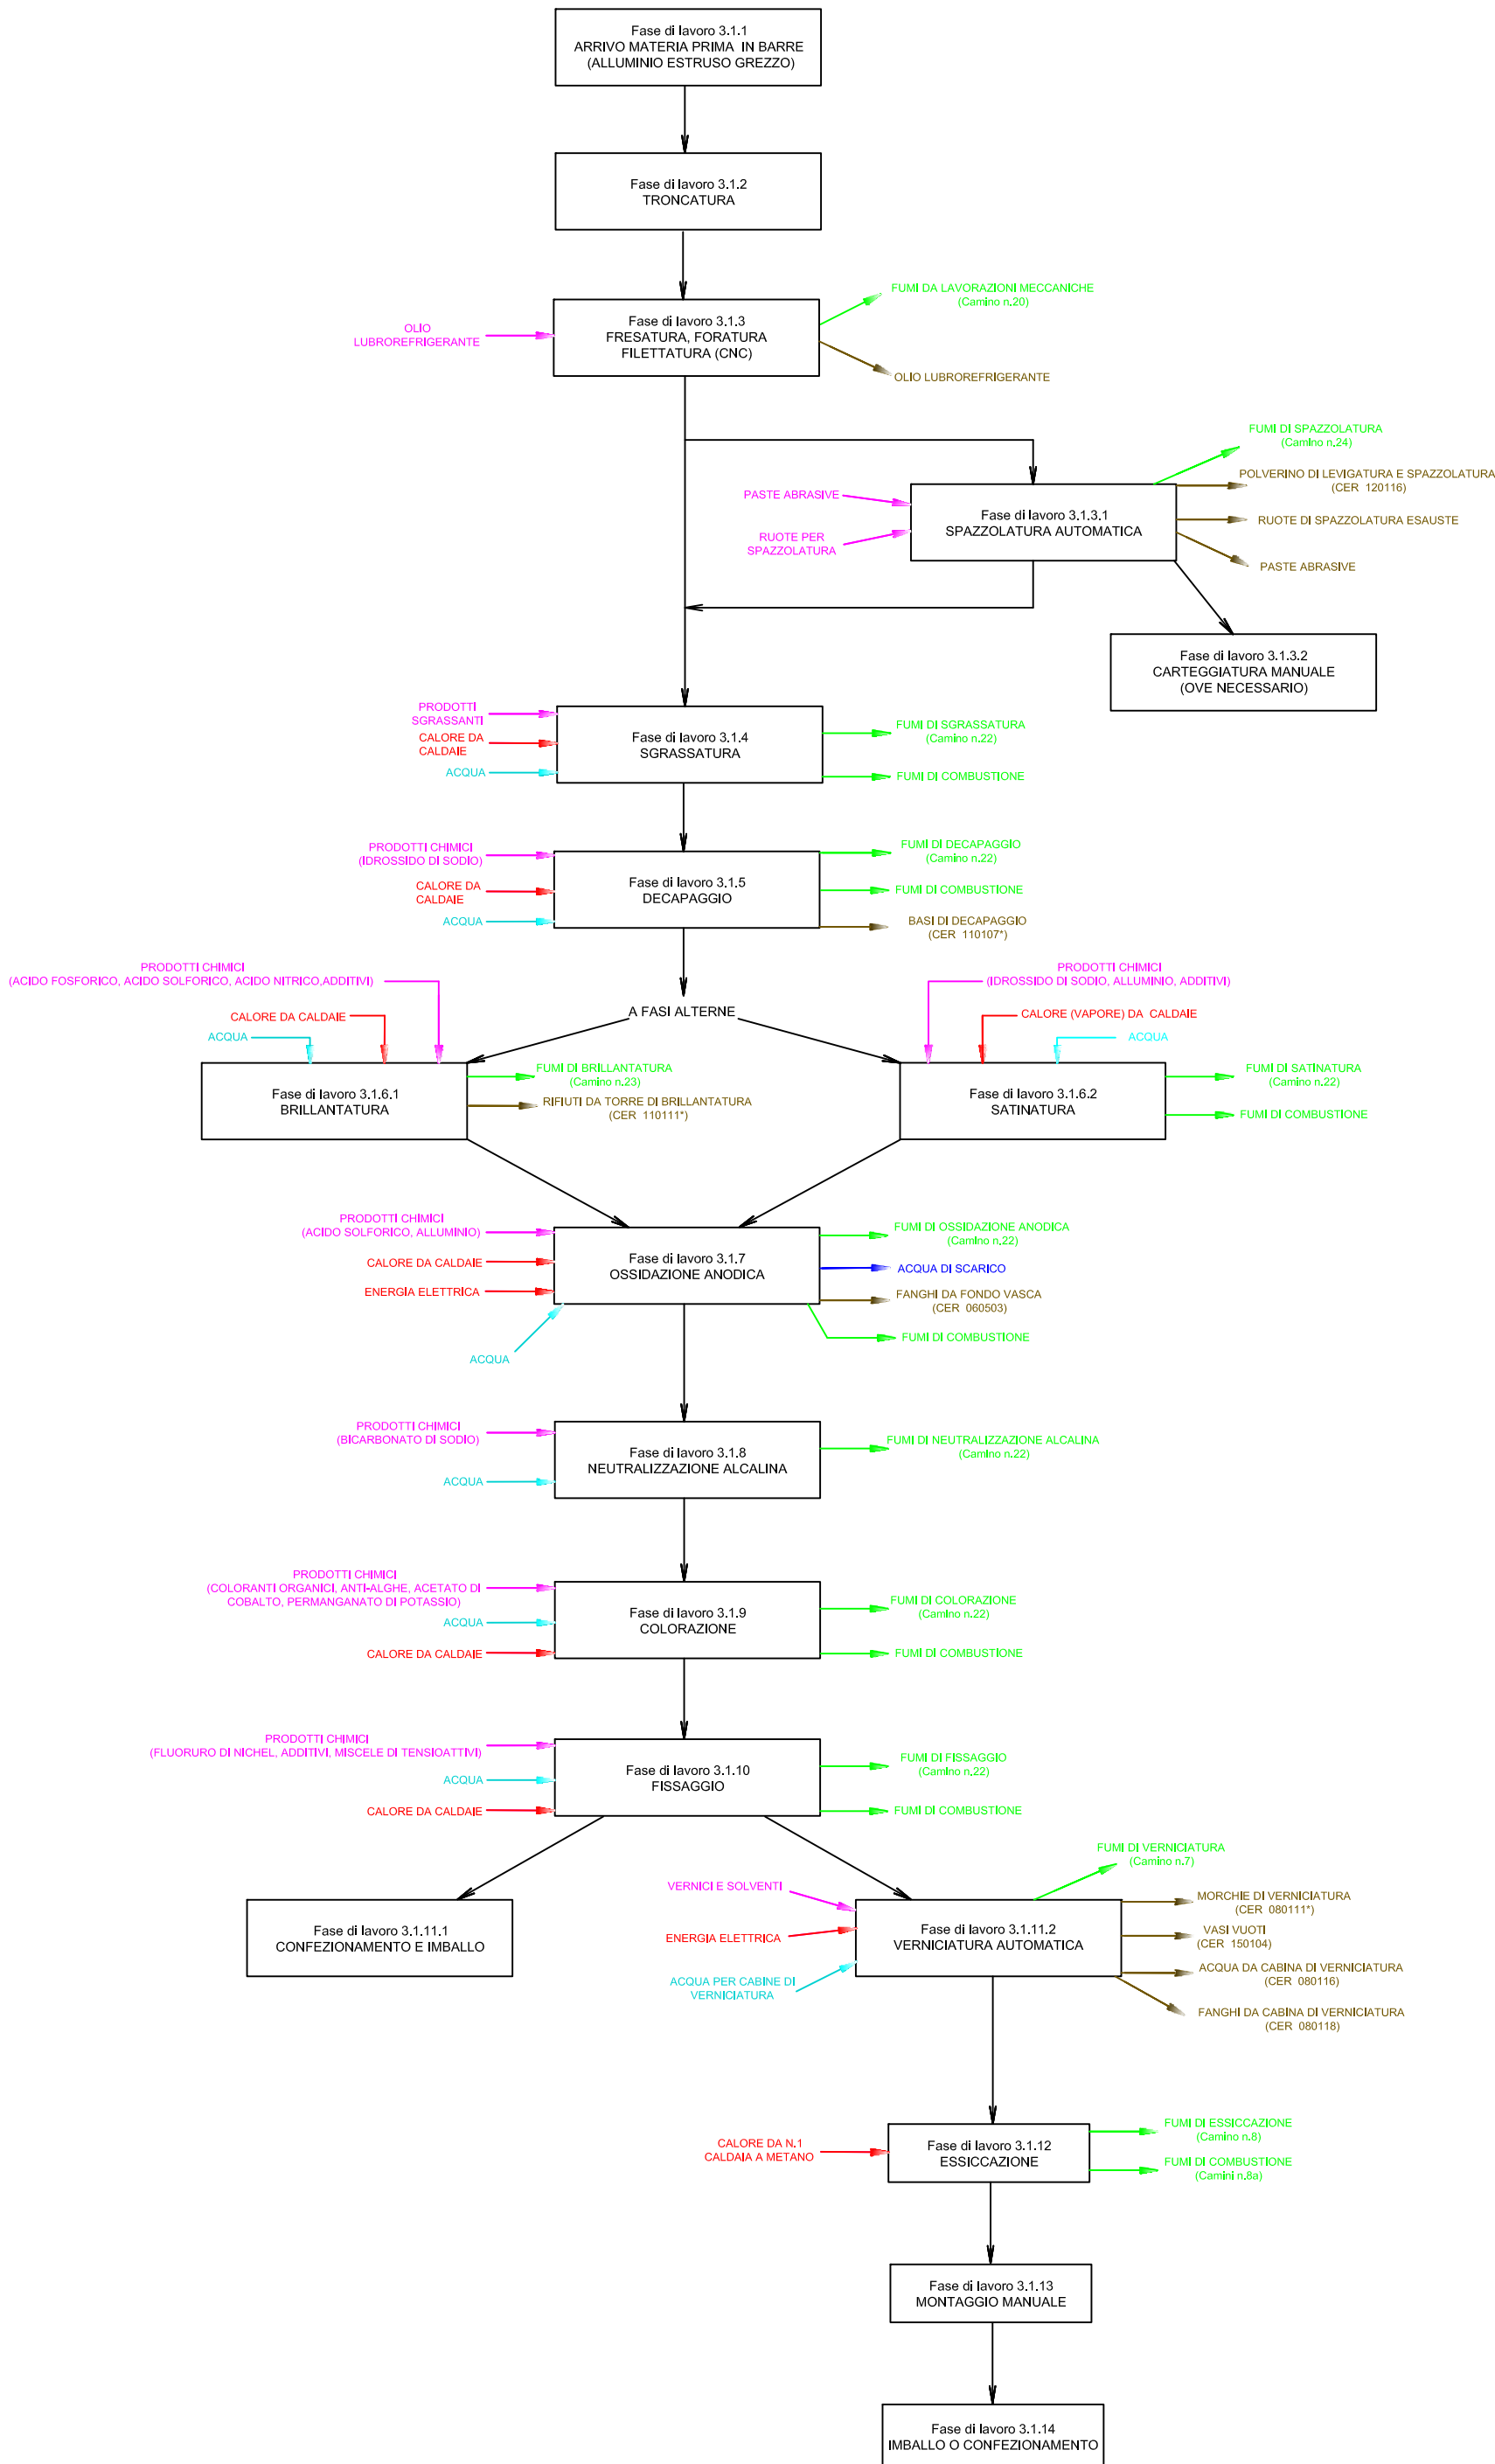 Fase di lavoro 3.1.1
ARRIVO MATERIA PRIMA IN BARRE
(ALLUMINIO ESTRUSO GREZZO)
Fase di lavoro 3.1.2
TRONCATURA
OLIO
LUBROREFRIGERANTE
Fase di lavoro 3.1.3
FRESATURA, FORATURA
FILETTATURA (CNC)
FUMI DA LAVORAZIONI MECCANICHE
(Camino n.20)
OLIO LUBROREFRIGERANTE
PASTE ABRASIVE
RUOTE PER
SPAZZOLATURA
Fase di lavoro 3.1.3.1
SPAZZOLATURA AUTOMATICA
FUMI DI SPAZZOLATURA
(Camino n.24)
POLVERINO DI LEVIGATURA E SPAZZOLATURA
(CER 120116)
RUOTE DI SPAZZOLATURA ESAUSTE
PASTE ABRASIVE
Fase di lavoro 3.1.3.2
CARTEGGIATURA MANUALE
(OVE NECESSARIO)
PRODOTTI
SGRASSANTI
CALORE DA
CALDAIE
ACQUA
Fase di lavoro 3.1.4
SGRASSATURA
FUMI DI SGRASSATURA
(Camino n.22)
FUMI DI COMBUSTIONE
PRODOTTI CHIMICI
(IDROSSIDO DI SODIO)
CALORE DA
CALDAIE
ACQUA
Fase di lavoro 3.1.5
DECAPAGGIO
FUMI DI DECAPAGGIO
(Camino n.22)
FUMI DI COMBUSTIONE
BASI DI DECAPAGGIO
(CER 110107*)
A FASI ALTERNE
PRODOTTI CHIMICI
(ACIDO FOSFORICO, ACIDO SOLFORICO, ACIDO NITRICO,ADDITIVI)
CALORE DA CALDAIE
ACQUA
Fase di lavoro 3.1.6.1
BRILLANTATURA
FUMI DI BRILLANTATURA
(Camino n.23)
RIFIUTI DA TORRE DI BRILLANTATURA
(CER 110111*)
PRODOTTI CHIMICI
(IDROSSIDO DI SODIO, ALLUMINIO, ADDITIVI)
CALORE (VAPORE) DA CALDAIE
ACQUA
Fase di lavoro 3.1.6.2
SATINATURA
FUMI DI SATINATURA
(Camino n.22)
FUMI DI COMBUSTIONE
PRODOTTI CHIMICI
(ACIDO SOLFORICO, ALLUMINIO)
CALORE DA CALDAIE
ENERGIA ELETTRICA
ACQUA
Fase di lavoro 3.1.7
OSSIDAZIONE ANODICA
FUMI DI OSSIDAZIONE ANODICA
(Camino n.22)
ACQUA DI SCARICO
FANGHI DA FONDO VASCA
(CER 060503)
FUMI DI COMBUSTIONE
PRODOTTI CHIMICI
(BICARBONATO DI SODIO)
ACQUA
Fase di lavoro 3.1.8
NEUTRALIZZAZIONE ALCALINA
FUMI DI NEUTRALIZZAZIONE ALCALINA
(Camino n.22)
PRODOTTI CHIMICI
(COLORANTI ORGANICI, ANTI-ALGHE, ACETATO DI
COBALTO, PERMANGANATO DI POTASSIO)
ACQUA
CALORE DA CALDAIE
Fase di lavoro 3.1.9
COLORAZIONE
FUMI DI COLORAZIONE
(Camino n.22)
FUMI DI COMBUSTIONE
PRODOTTI CHIMICI
(FLUORURO DI NICHEL, ADDITIVI, MISCELE DI TENSIOATTIVI)
ACQUA
CALORE DA CALDAIE
Fase di lavoro 3.1.10
FISSAGGIO
FUMI DI FISSAGGIO
(Camino n.22)
FUMI DI COMBUSTIONE
Fase di lavoro 3.1.11.1
CONFEZIONAMENTO E IMBALLO
VERNICI E SOLVENTI
ENERGIA ELETTRICA
ACQUA PER CABINE DI
VERNICIATURA
Fase di lavoro 3.1.11.2
VERNICIATURA AUTOMATICA
FUMI DI VERNICIATURA
(Camino n.7)
MORCHIE DI VERNICIATURA
(CER 080111*)
VASI VUOTI
(CER 150104)
ACQUA DA CABINA DI VERNICIATURA
(CER 080116)
FANGHI DA CABINA DI VERNICIATURA
(CER 080118)
CALORE DA N.1
CALDAIA A METANO
Fase di lavoro 3.1.12
ESSICCAZIONE
FUMI DI ESSICCAZIONE
(Camino n.8)
FUMI DI COMBUSTIONE
(Camini n.8a)
Fase di lavoro 3.1.13
MONTAGGIO MANUALE
Fase di lavoro 3.1.14
IMBALLO O CONFEZIONAMENTO